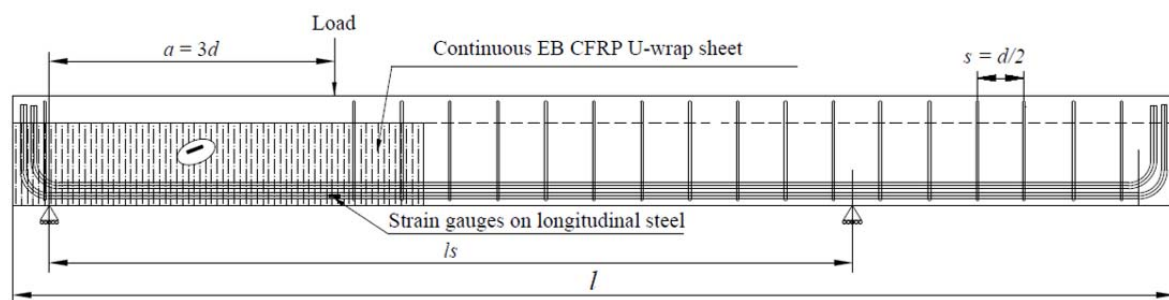 Load
a = 3d
Continuous EB CFRP U-wrap sheet
s = d/2
Strain gauges on longitudinal steel
ls
l